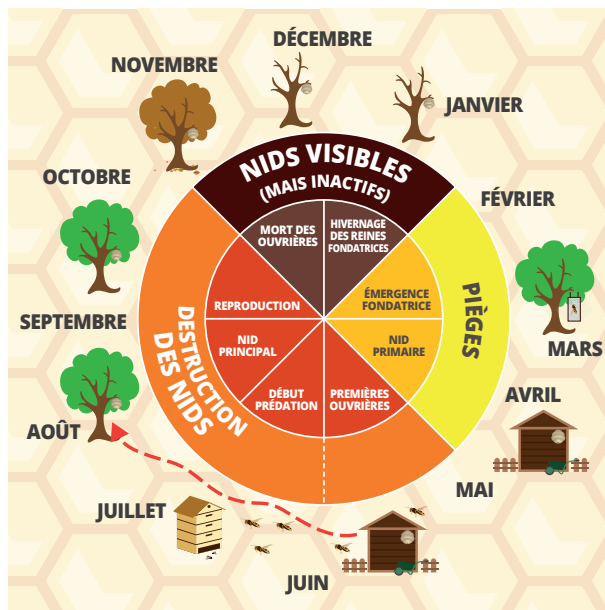 DÉCEMBRE
NOVEMBRE
JANVIER
OCTOBRE
FÉVRIER
SEPTEMBRE
MARS
AOÛT
AVRIL
JUILLET
MAI
JUIN
NIDS VISIBLES
(MAIS INACTIFS)
PIÈGES
DESTRUCTION
DES NIDS
MORT DES
OUVRIÈRES
HIVERNAGE
DES REINES
FONDATRICES
REPRODUCTION
ÉMERGENCE
FONDATRICE
NID
PRINCIPAL
NID
PRIMAIRE
DÉBUT
PRÉDATION
PREMIÈRES
OUVRIÈRES